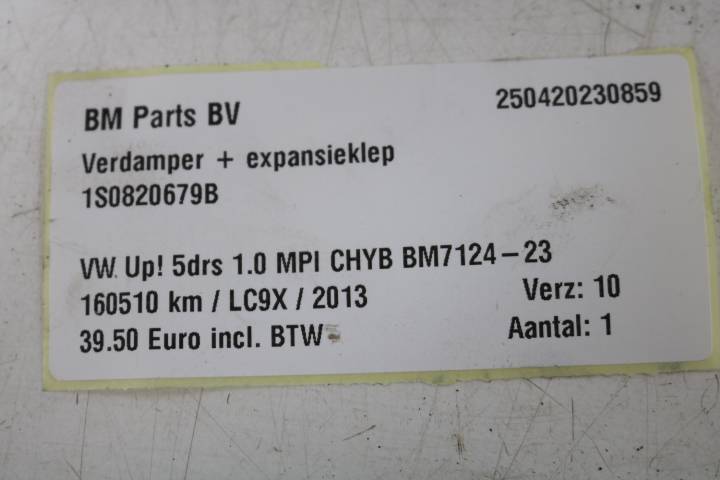 BM Parts BV
250420230859
Verdamper + expansieklep
1S0820679B
VW. Up! 5drs 1.0 MPI CHYB BM7124-23
160510 km / LC9X / 2013
Verz: 10
39.50 Euro incl. BTW
Aantal: 1